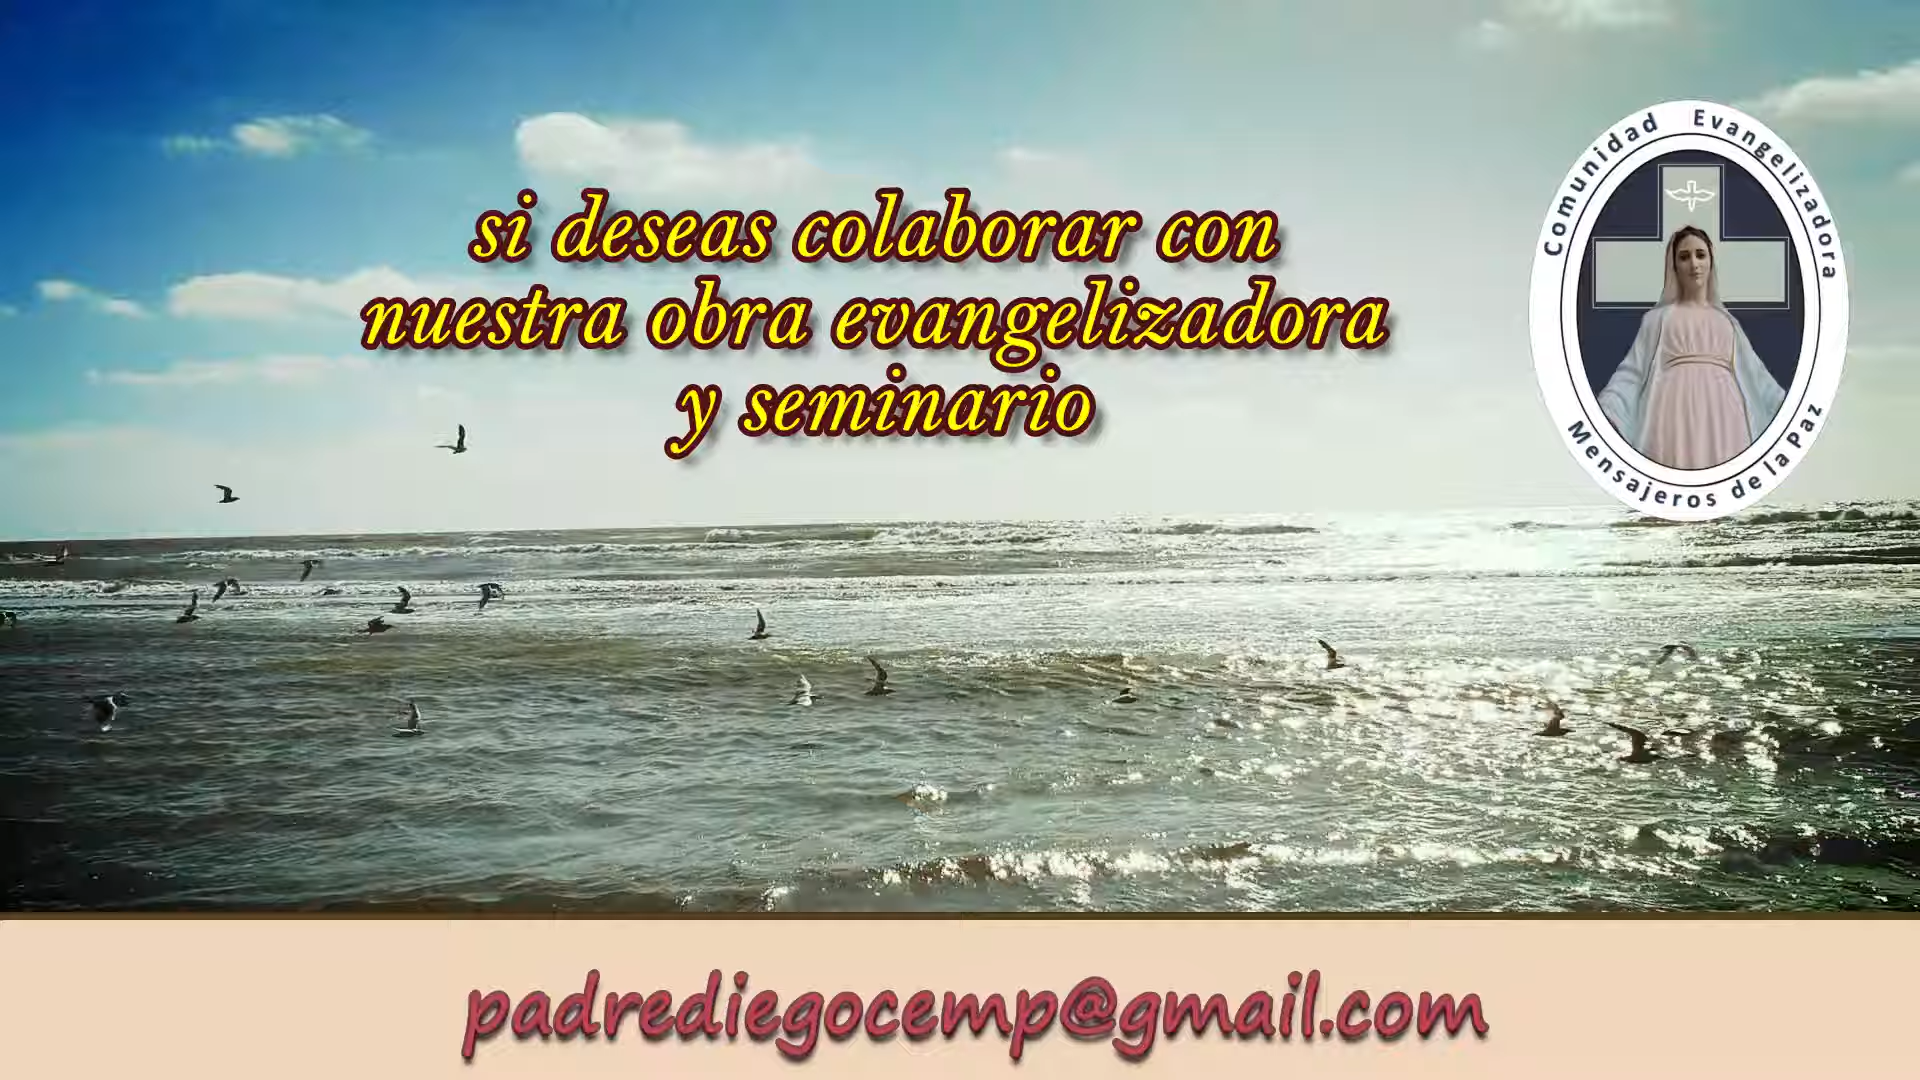 si deseas colaborar con
nuestra obra evangelizadora
y seminario
Comunidad Evangelizadora
Mensajeros de la Paz
padrediegocemp@gmail.com